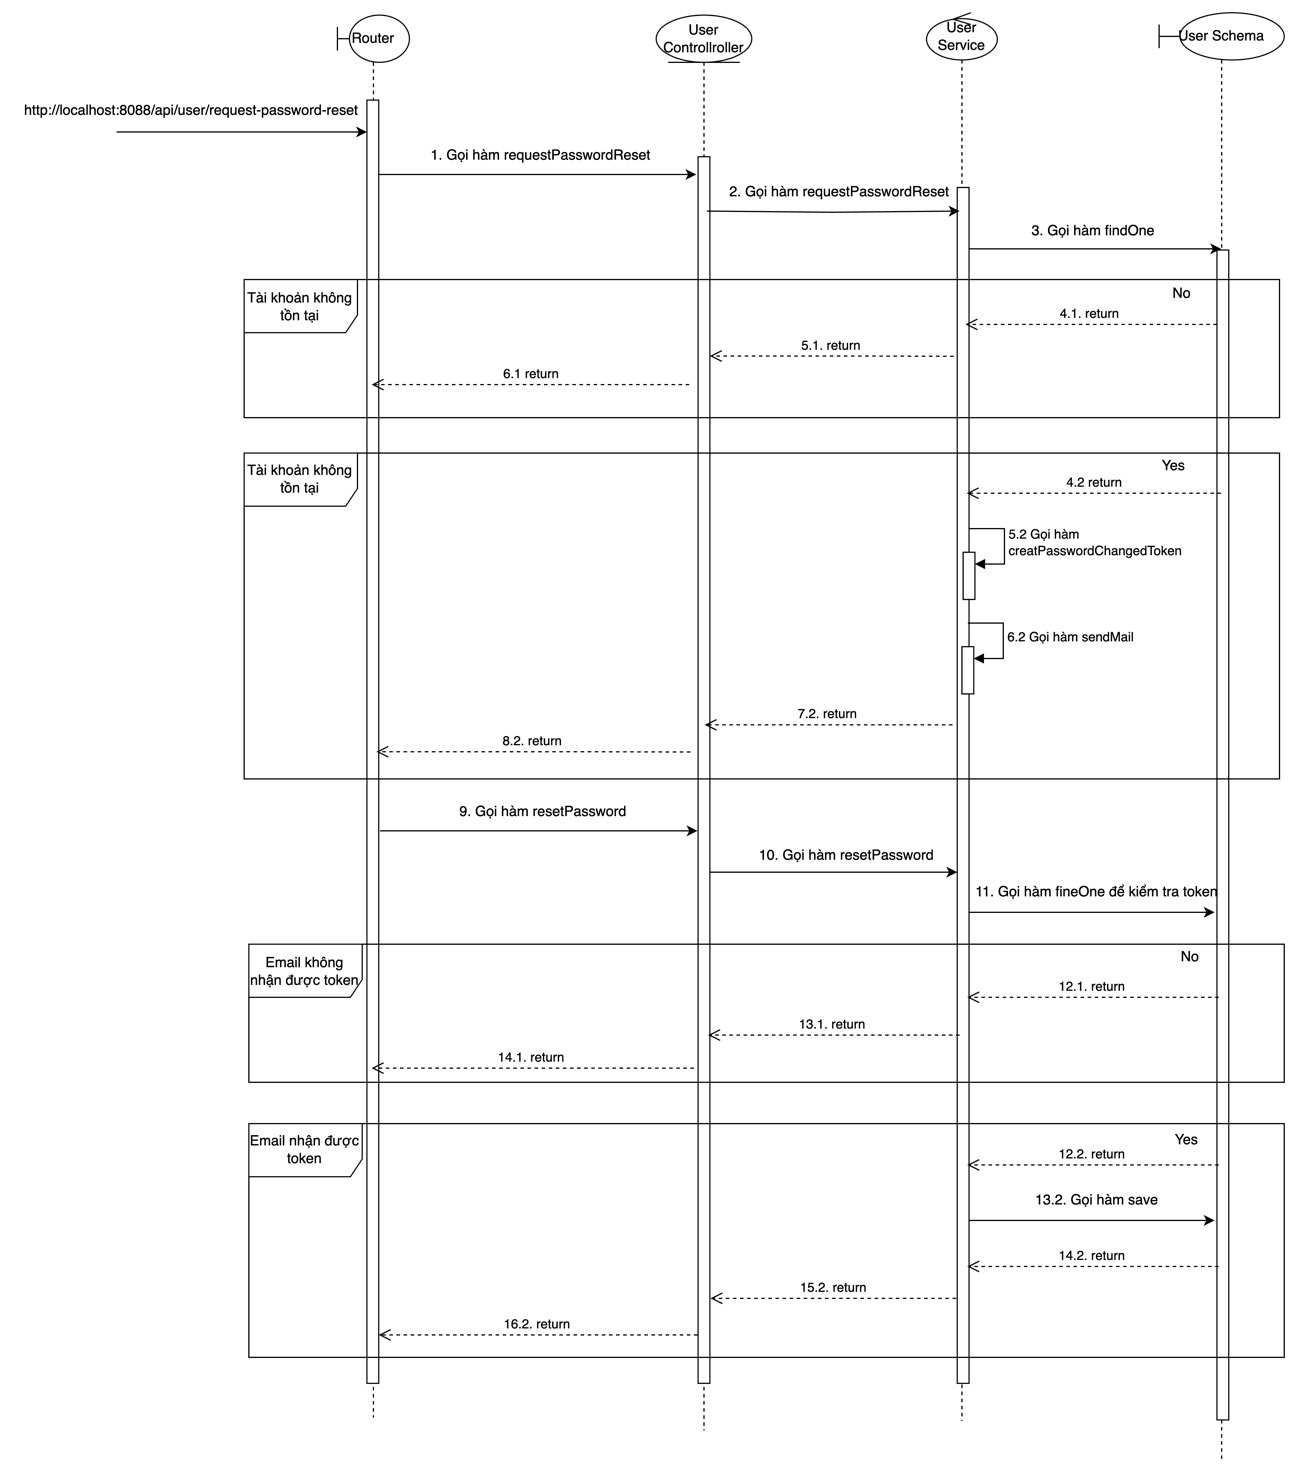 Router
User
Controllroller
User
Service
User Schema
http://localhost:8088/api/user/request-password-reset
1. Gọi hàm requestPasswordReset
2. Gọi hàm requestPasswordReset
3. Gọi hàm findOne
Tài khoản không
tồn tại
No
4.1. return
5.1. return
6.1 return
Tài khoản không
tồn tại
Yes
4.2 return
5.2 Gọi hàm
creatPasswordChangedToken
6.2 Gọi hàm sendMail
7.2. return
8.2. return
9. Gọi hàm resetPassword
10. Gọi hàm resetPassword
11. Gọi hàm fineOne để kiểm tra token
Email không
nhận được token
No
12.1. return
13.1. return
14.1. return
Email nhận được
token
Yes
12.2. return
13.2. Gọi hàm save
14.2. return
15.2. return
16.2. return